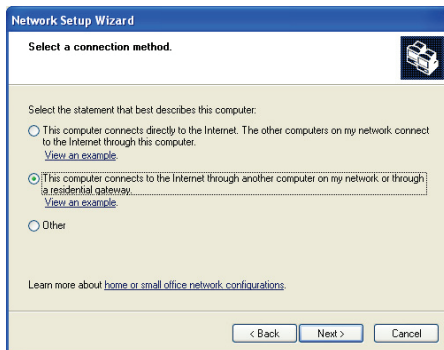 Network Setup Wizard
Select a connection method.
Select the statement that best describes this computer:
This computer connects directly to the Internet. The other computers on my network connect
to the Internet through this computer.
View an example.
This computer connects to the Internet through another computer on my network or through
a residential gateway.
View an example.
Other
Learn more about home or small office network configurations.
< Back Next > Cancel